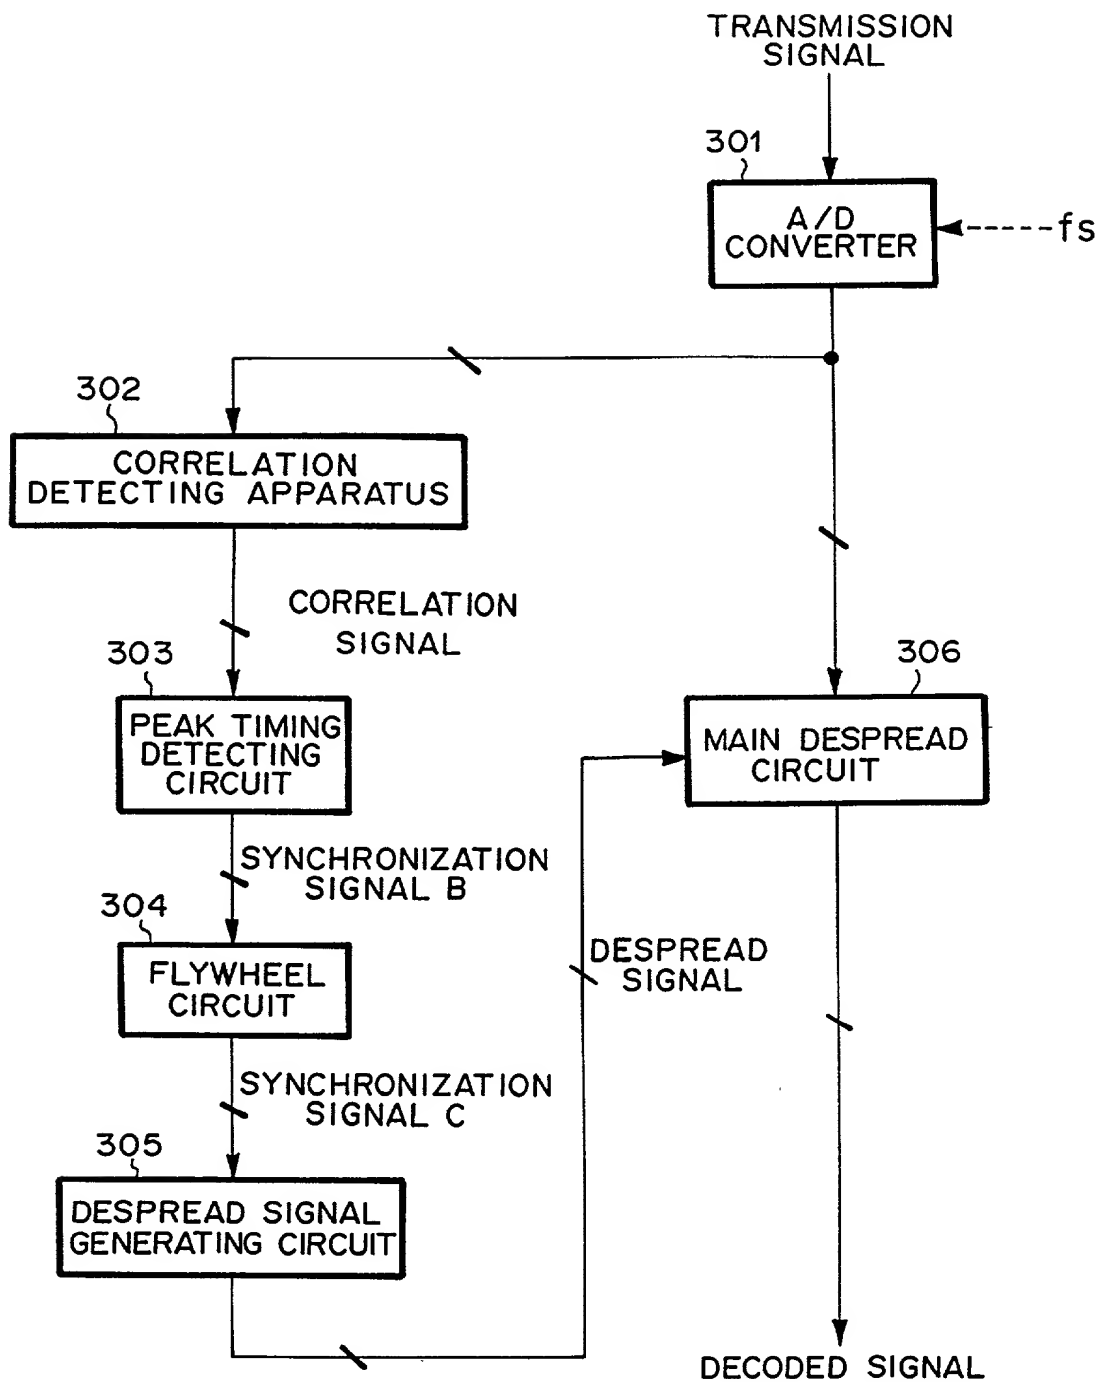 TRANSMISSION
SIGNAL
301
A/D
CONVERTER
fs
302
CORRELATION
DETECTING APPARATUS
CORRELATION
SIGNAL
303
PEAK TIMING
DETECTING
CIRCUIT
306
MAIN DESPREAD
CIRCUIT
SYNCHRONIZATION
SIGNAL B
304
FLYWHEEL
CIRCUIT
DESPREAD
SIGNAL
SYNCHRONIZATION
SIGNAL C
305
DESPREAD SIGNAL
GENERATING CIRCUIT
DECODED SIGNAL